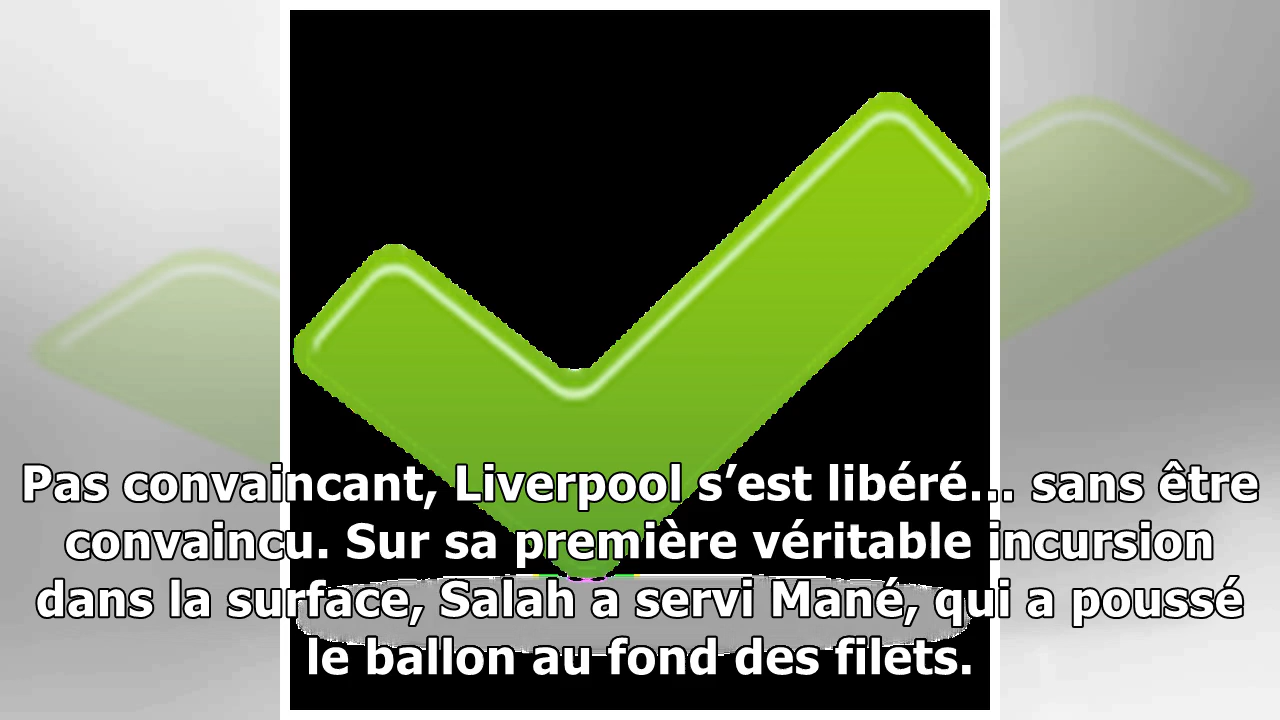 Pas convaincant, Liverpool s’est libéré... sans être
convaincu. Sur sa première véritable incursion
dans la surface, Salah a servi Mané, qui a poussé
le ballon au fond des filets.